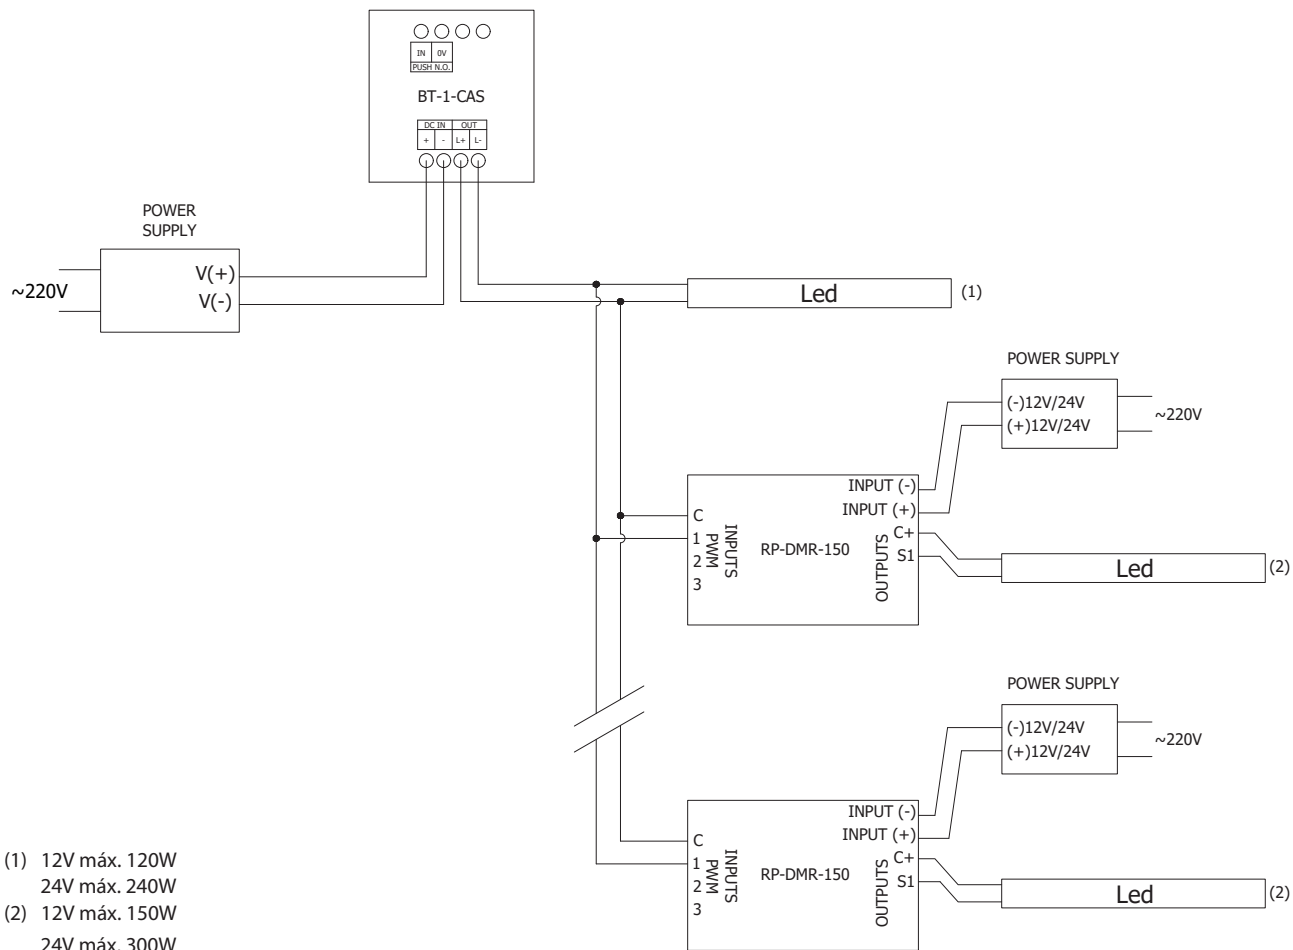 IN 0V
PUSH N.O.
BT-1-CAS
DC IN OUT
+ - L+ L-
POWER
SUPPLY
~220V
V(+)
V(-)
Led
(1)
POWER SUPPLY
(-)12V/24V
(+)12V/24V
~220V
INPUT (-)
INPUT (+)
C
1
2
3
INPUTS
PWM
RP-DMR-150
OUTPUTS
C+
S1
Led
(2)
POWER SUPPLY
(-)12V/24V
(+)12V/24V
~220V
INPUT (-)
INPUT (+)
C
1
2
3
INPUTS
PWM
RP-DMR-150
OUTPUTS
C+
S1
Led
(2)
(1) 12V máx. 120W
24V máx. 240W
(2) 12V máx. 150W
24V máx. 300W